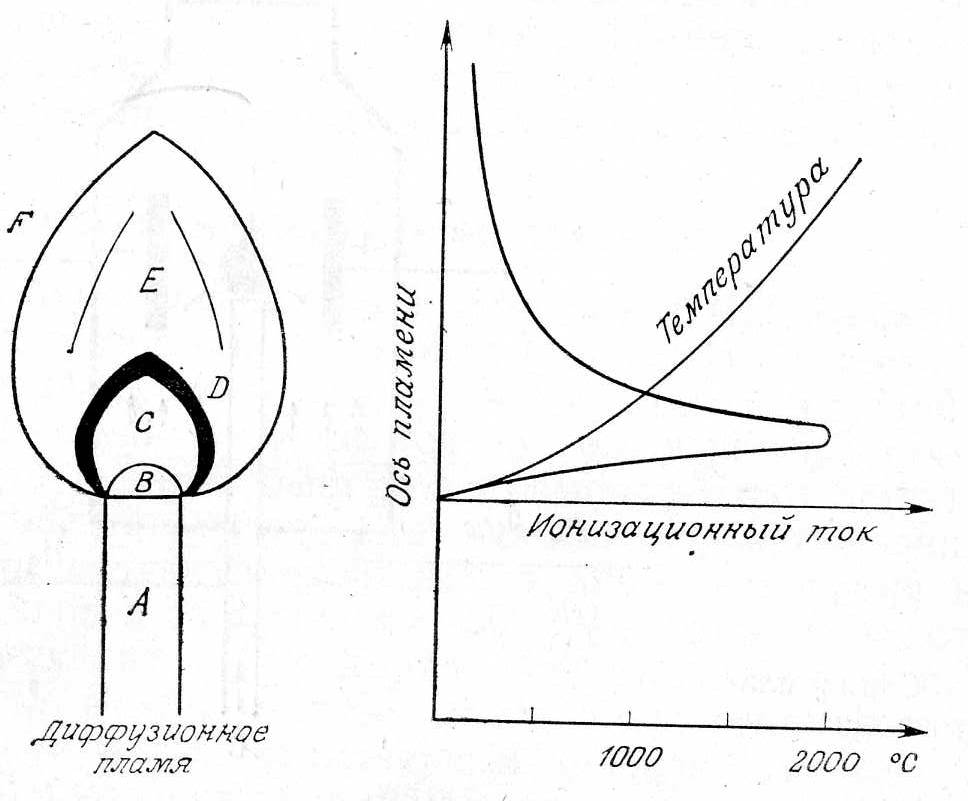 F
E
D
C
B
A
Диффузионное
пламя
Ось пламени
Температура
Ионизационный ток
1000
2000 °C